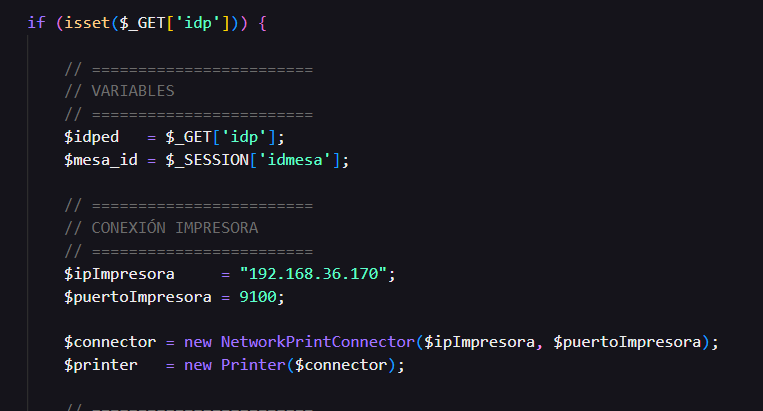 if (isset($_GET['idp'])) {
// ========================
// VARIABLES
// ========================
$idped   = $_GET['idp'];
$mesa_id = $_SESSION['idmesa'];
// ========================
// CONEXIÓN IMPRESORA
// ========================
$ipImpresora     = "192.168.36.170";
$puertoImpresora = 9100;
$connector = new NetworkPrintConnector($ipImpresora, $puertoImpresora);
$printer   = new Printer($connector);
// ========================